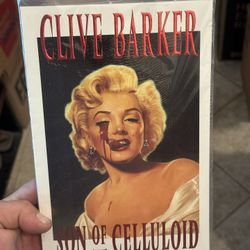 CLIVE BARKER
SON OF CELLULOID